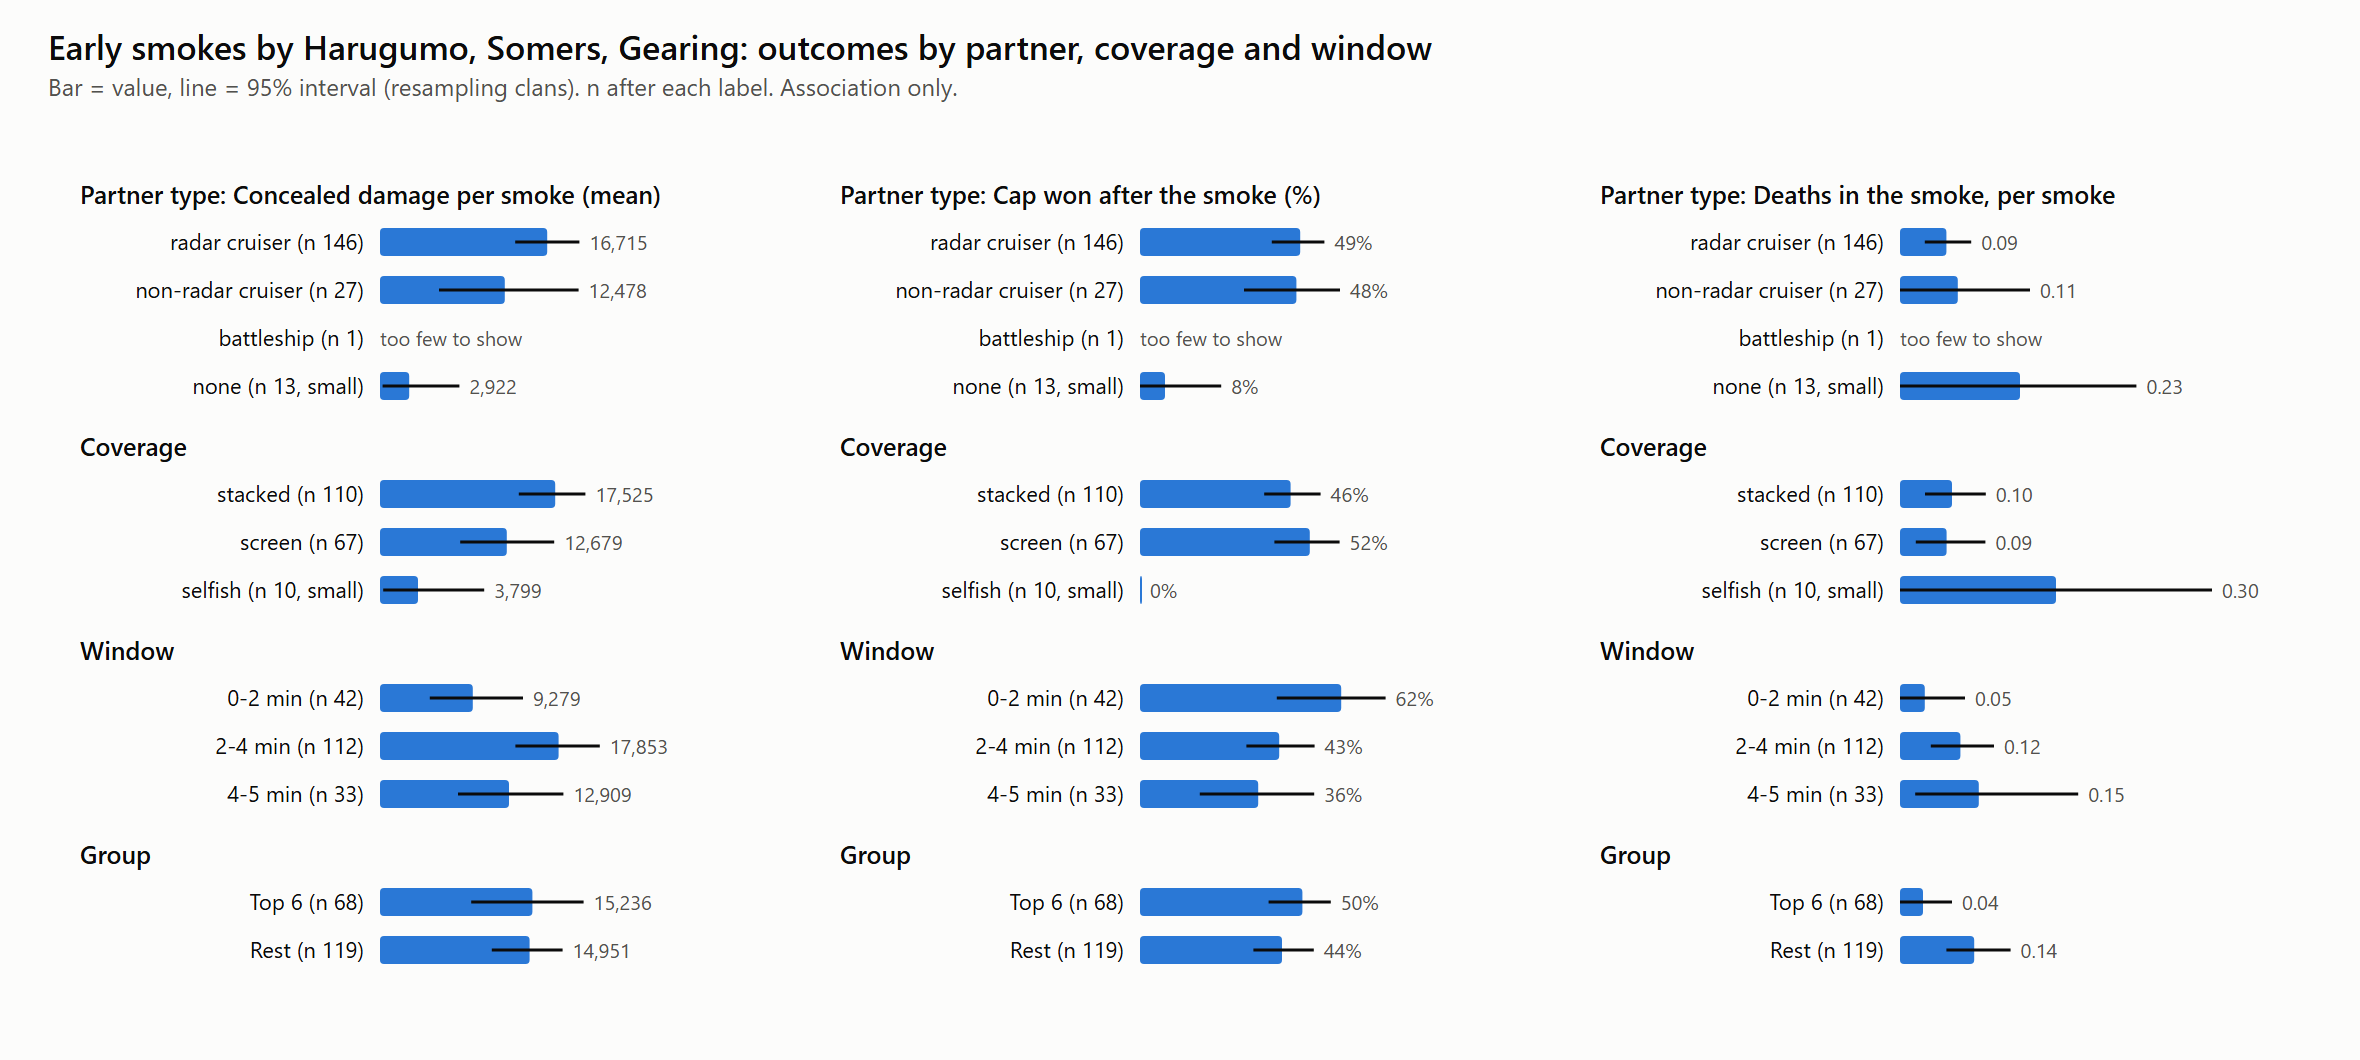 Early smokes by Harugumo, Somers, Gearing: outcomes by partner, coverage and window
Bar = value, line = 95% interval (resampling clans). n after each label. Association only.
Partner type: Concealed damage per smoke (mean)
radar cruiser (n 146) 16,715
non-radar cruiser (n 27) 12,478
battleship (n 1) too few to show
none (n 13, small) 2,922
Coverage
stacked (n 110) 17,525
screen (n 67) 12,679
selfish (n 10, small) 3,799
Window
0-2 min (n 42) 9,279
2-4 min (n 112) 17,853
4-5 min (n 33) 12,909
Group
Top 6 (n 68) 15,236
Rest (n 119) 14,951
Partner type: Cap won after the smoke (%)
radar cruiser (n 146) 49%
non-radar cruiser (n 27) 48%
battleship (n 1) too few to show
none (n 13, small) 8%
Coverage
stacked (n 110) 46%
screen (n 67) 52%
selfish (n 10, small) 0%
Window
0-2 min (n 42) 62%
2-4 min (n 112) 43%
4-5 min (n 33) 36%
Group
Top 6 (n 68) 50%
Rest (n 119) 44%
Partner type: Deaths in the smoke, per smoke
radar cruiser (n 146) 0.09
non-radar cruiser (n 27) 0.11
battleship (n 1) too few to show
none (n 13, small) 0.23
Coverage
stacked (n 110) 0.10
screen (n 67) 0.09
selfish (n 10, small) 0.30
Window
0-2 min (n 42) 0.05
2-4 min (n 112) 0.12
4-5 min (n 33) 0.15
Group
Top 6 (n 68) 0.04
Rest (n 119) 0.14